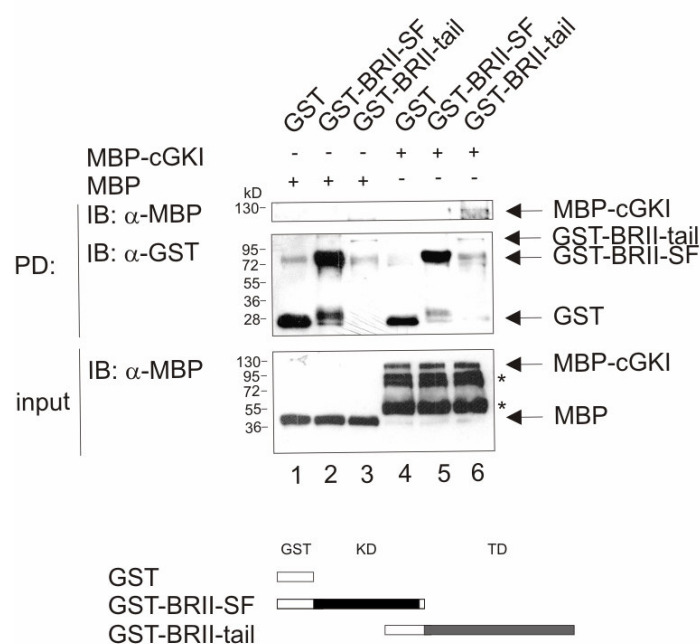 GST GST-BRII-SF GST-BRII-tail GST GST-BRII-SF GST-BRII-tail
MBP-cGKI - - - + + +
MBP + + + - - -
kD
PD: IB: α-MBP 130- MBP-cGKI
IB: α-GST GST-BRII-tail
95- GST-BRII-SF
72-
55-
36-
28- GST
input IB: α-MBP 130- MBP-cGKI
95- *
72-
55- *
36- MBP
1 2 3 4 5 6
GST KD TD
GST
GST-BRII-SF
GST-BRII-tail